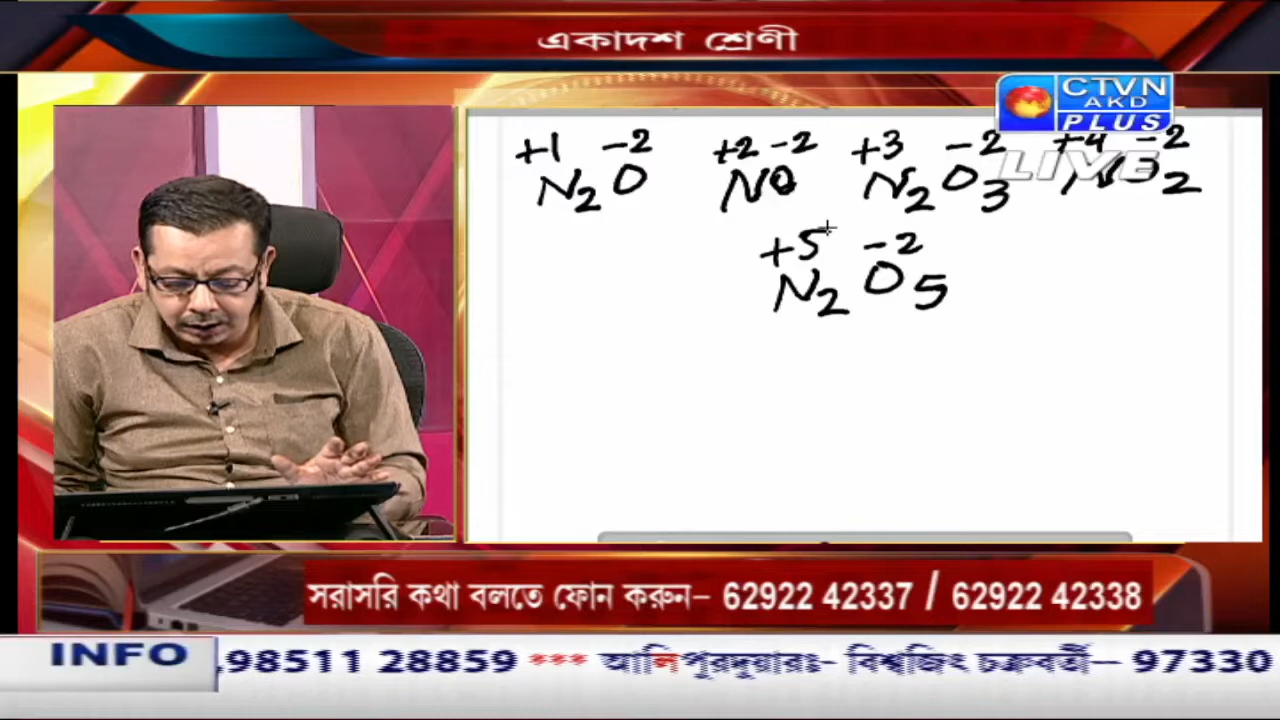 একাদশ শ্রেণী
CTVN
AKD
PLUS
LIVE
+1 -2 +2 -2 +3 -2 +4 -2
N2O NO N2O3 NO2
+5 -2
N2O5
সরাসরি কথা বলতে ফোন করুন- 62922 42337 / 62922 42338
INFO 98511 28859 *** আলিপুরদুয়ারঃ- বিশ্বজিং চক্রবর্তী- 97330